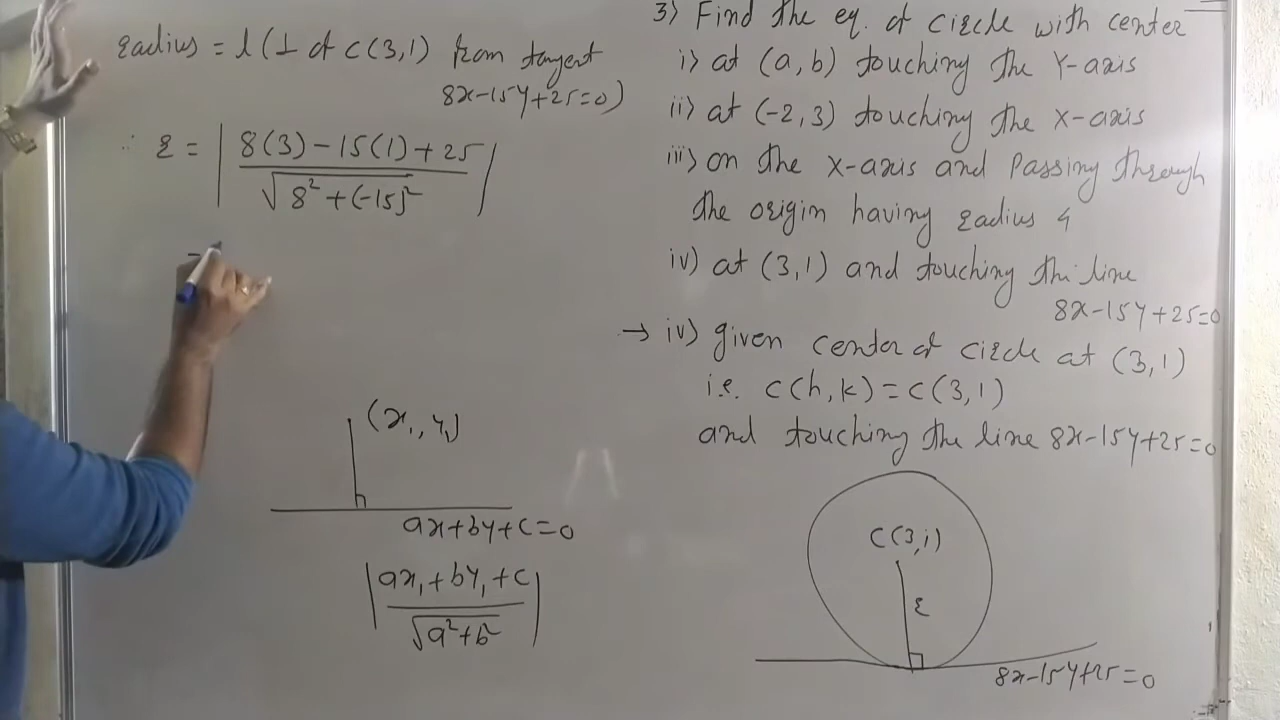 radius = l(⊥ of C(3,1) from tangent
8x-15y+25=0)
∴ r = | 8(3)-15(1)+25 / √8²+(-15)² |
=
(x₁, y₁)
ax+by+c=0
| ax₁+by₁+c / √a²+b² |
3) Find the eq. of circle with center
i) at (a,b) touching the Y-axis
ii) at (-2,3) touching the x-axis
iii) on the x-axis and Passing through
the origin having radius 4
iv) at (3,1) and touching the line
8x-15y+25=0
→ iv) given center of circle at (3,1)
i.e. C(h,k)=C(3,1)
and touching the line 8x-15y+25=0
C(3,1)
r
8x-15y+25=0